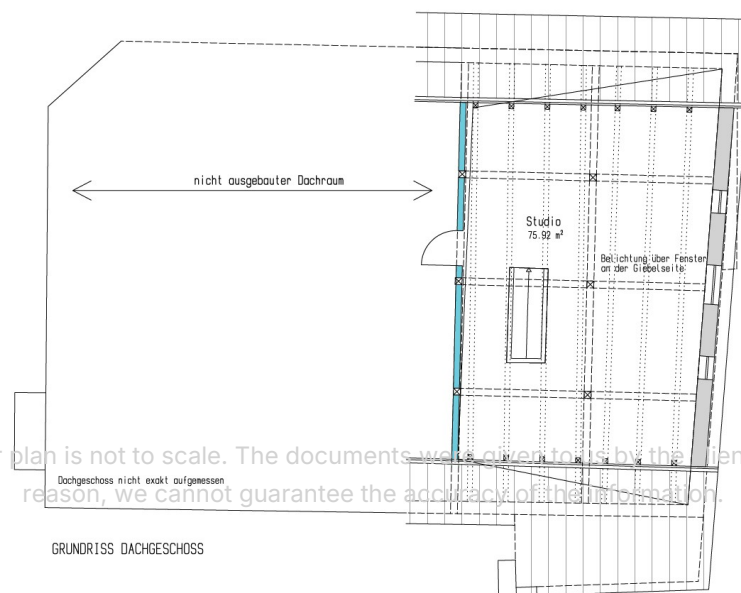 nicht ausgebauter Dachraum
Studio
75.92 m²
Belichtung über Fenster
an der Giebelseite
plan is not to scale. The documents were given to us by the clien
Dachgeschoss nicht exakt aufgemessen
reason, we cannot guarantee the accuracy of the information.
GRUNDRISS DACHGESCHOSS